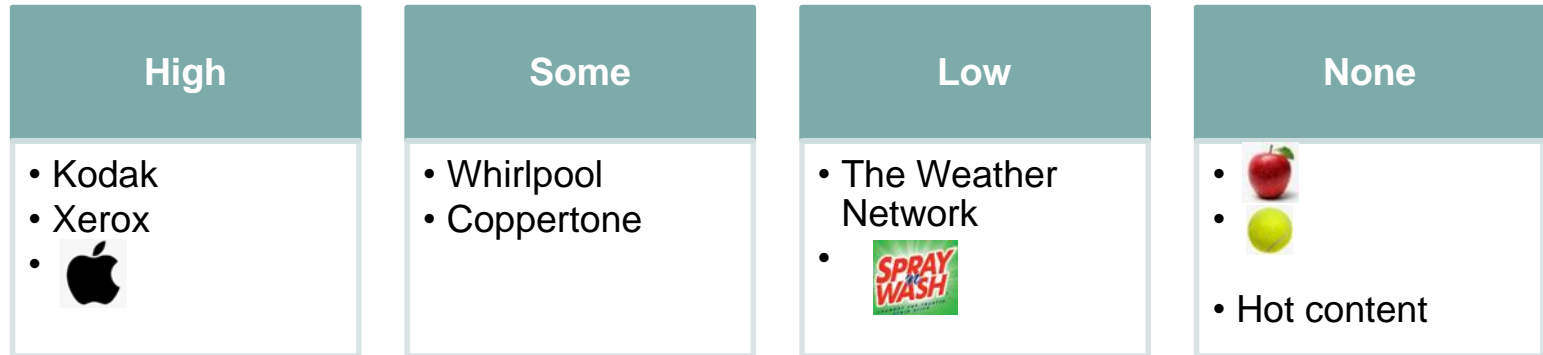 High
Some
Low
None
• Kodak
• Xerox
•
• Whirlpool
• Coppertone
• The Weather
Network
•
SPRAY
n
WASH
•
•
• Hot content